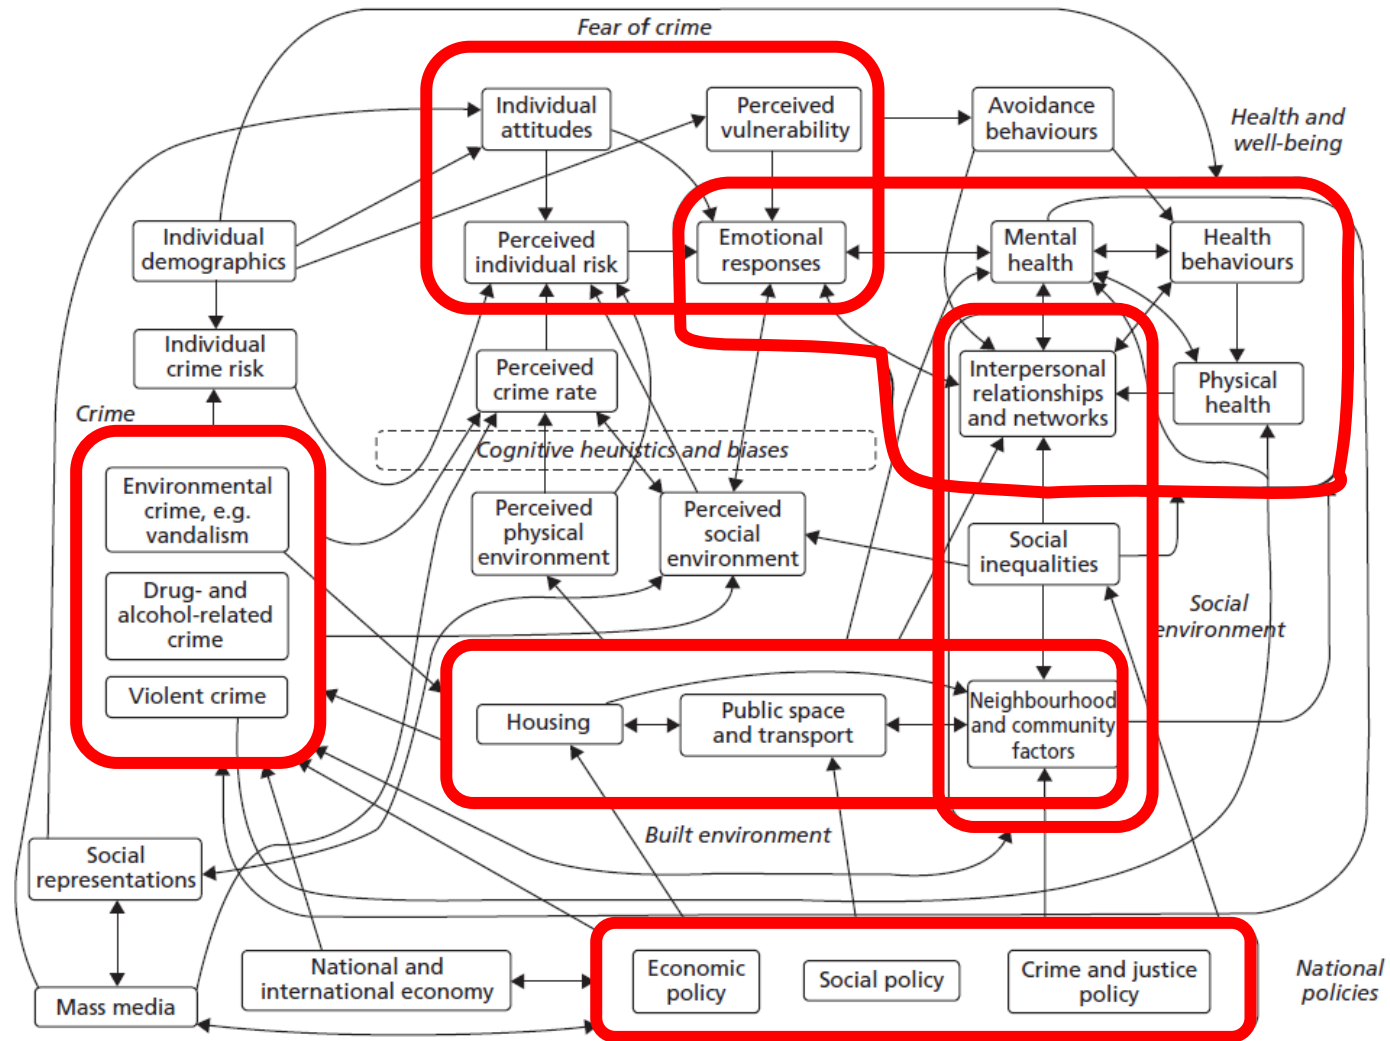 Fear of crime
Individual
attitudes
Perceived
vulnerability
Avoidance
behaviours
Health and
well-being
Individual
demographics
Perceived
individual risk
Emotional
responses
Mental
health
Health
behaviours
Individual
crime risk
Perceived
crime rate
Interpersonal
relationships
and networks
Physical
health
Crime
Cognitive heuristics and biases
Environmental
crime, e.g.
vandalism
Perceived
physical
environment
Perceived
social
environment
Social
inequalities
Drug- and
alcohol-related
crime
Social
environment
Violent crime
Housing
Public space
and transport
Neighbourhood
and community
factors
Built environment
Social
representations
National and
international economy
Economic
policy
Social policy
Crime and justice
policy
National
policies
Mass media